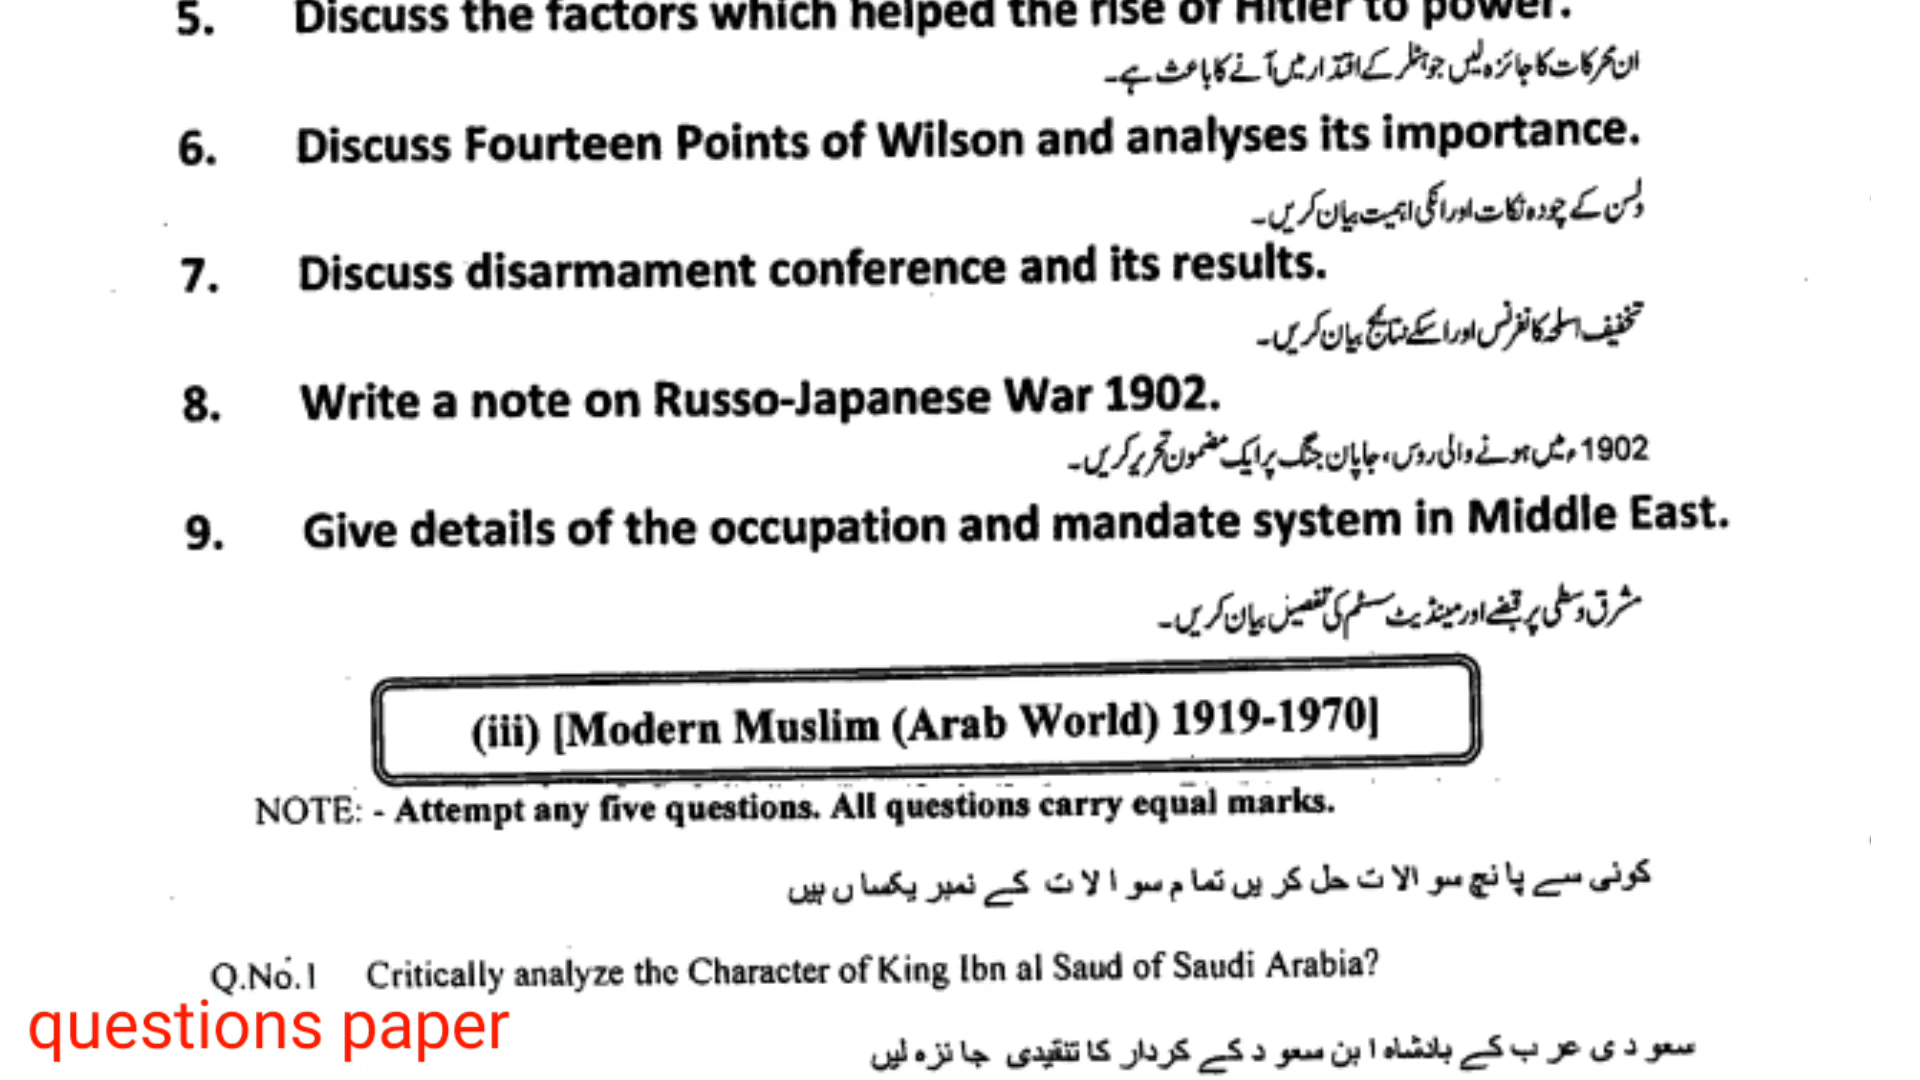 5. Discuss the factors which helped the rise of Hitler to power.
ان محرکات کا جائزہ لیں جو ہٹلر کے اقتدار میں آنے کا باعث ہے۔
6. Discuss Fourteen Points of Wilson and analyses its importance.
ولسن کے چودہ نکات اور انکی اہمیت بیان کریں۔
7. Discuss disarmament conference and its results.
تخفیف اسلحہ کانفرنس اور اسکے نتائج بیان کریں۔
8. Write a note on Russo-Japanese War 1902.
1902ء میں ہونے والی روس، جاپان جنگ پر ایک مضمون تحریر کریں۔
9. Give details of the occupation and mandate system in Middle East.
مشرق وسطی پر قبضے اور مینڈیٹ سسٹم کی تفصیل بیان کریں۔
(iii) [Modern Muslim (Arab World) 1919-1970]
NOTE: - Attempt any five questions. All questions carry equal marks.
کوئی سے پانچ سوالات حل کریں تمام سوالات کے نمبر یکساں ہیں
Q.No.1 Critically analyze the Character of King Ibn al Saud of Saudi Arabia?
questions paper
سعودی عرب کے بادشاہ ابن سعود کے کردار کا تنقیدی جائزہ لیں